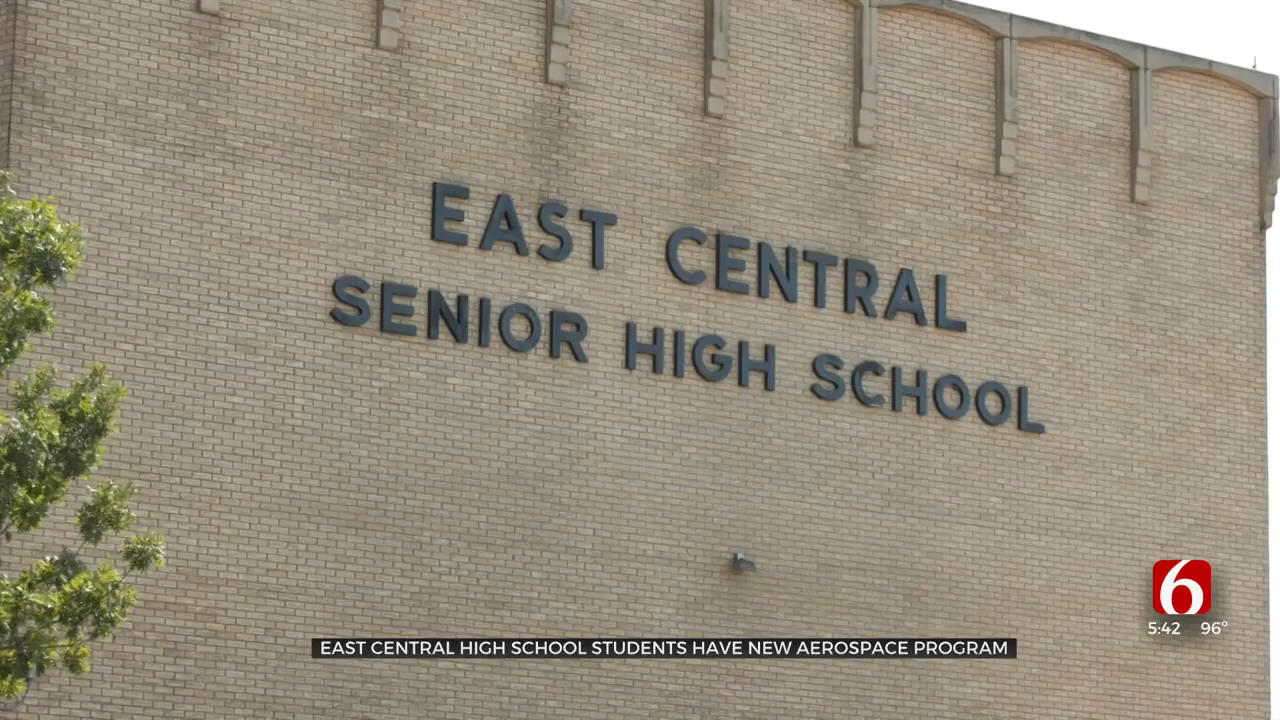 EAST CENTRAL
SENIOR HIGH SCHOOL
6
5:42 96°
EAST CENTRAL HIGH SCHOOL STUDENTS HAVE NEW AEROSPACE PROGRAM